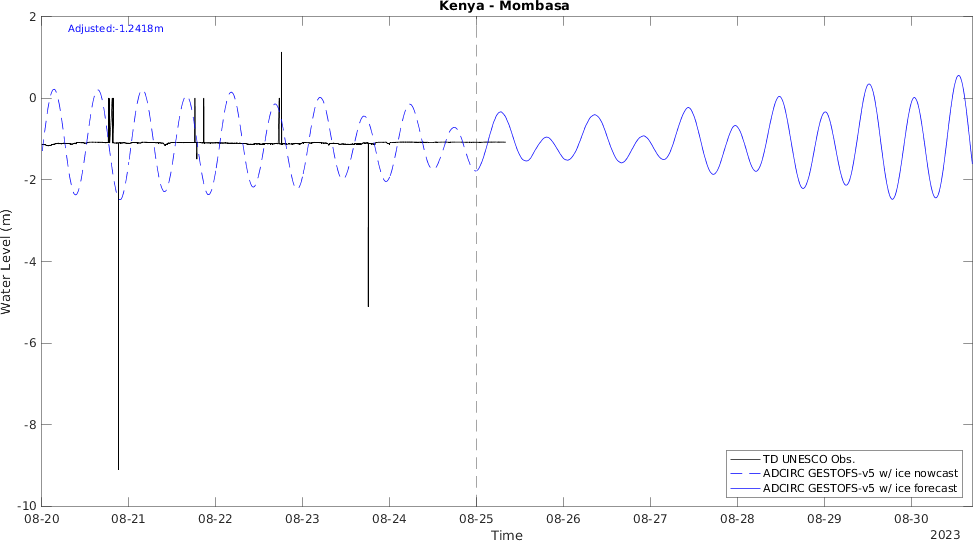 Kenya - Mombasa
Adjusted:-1.2418m
2
0
-2
-4
-6
-8
-10
Water Level (m)
TD UNESCO Obs.
ADCIRC GESTOFS-v5 w/ ice nowcast
ADCIRC GESTOFS-v5 w/ ice forecast
08-20 08-21 08-22 08-23 08-24 08-25 08-26 08-27 08-28 08-29 08-30
Time
2023